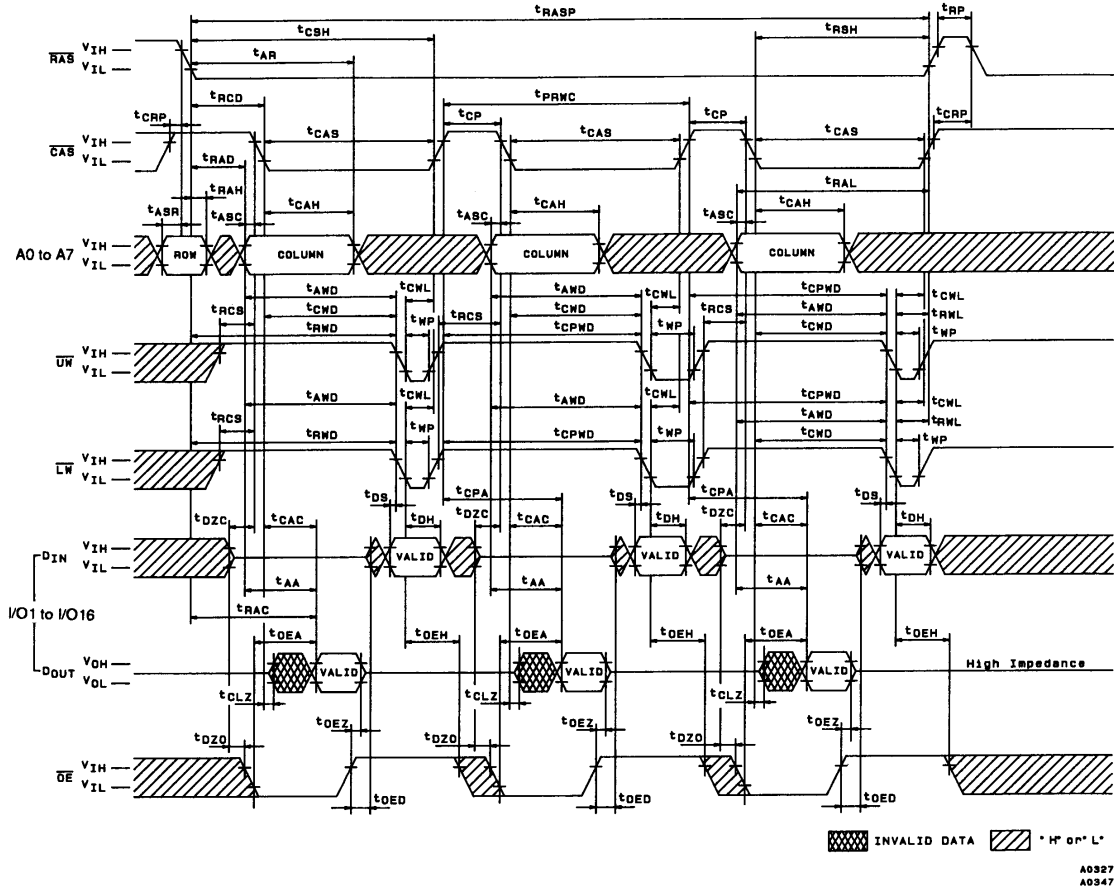 tRASP
tRP
tCSH
tRSH
RAS VIH
VIL
tAR
tRCD
tPRWC
tCRP
tCP
tCP
tCRP
CAS VIH
VIL
tCAS
tCAS
tCAS
tRAD
tRAL
tRAH
tASR
tASC
tCAH
tASC
tCAH
tASC
tCAH
A0 to A7 VIH
VIL
ROW
COLUMN
COLUMN
COLUMN
tAWD
tCWL
tAWD
tCWL
tCPWD
tCWL
tRCS
tCWD
tRCS
tCWD
tRCS
tAWD
tRWL
tRWD
tWP
tCPWD
tWP
tCWD
tWP
UW VIH
VIL
tAWD
tCWL
tAWD
tCWL
tCPWD
tCWL
tRCS
tAWD
tRWL
tRWD
tWP
tCPWD
tWP
tCWD
tWP
LW VIH
VIL
tCPA
tCPA
tDS
tDS
tDS
tDZC
tCAC
tDH
tDZC
tCAC
tDH
tDZC
tCAC
tDH
DIN VIH
VIL
VALID
VALID
VALID
tAA
tAA
tAA
I/O1 to I/O16
tRAC
tOEA
tOEH
tOEA
tOEH
tOEA
tOEH
DOUT VOH
VOL
VALID
VALID
VALID
High Impedance
tCLZ
tCLZ
tCLZ
tOEZ
tOEZ
tOEZ
tDZO
tDZO
tDZO
OE VIH
VIL
tOED
tOED
tOED
INVALID DATA
"H" or "L"
A0327
A0347